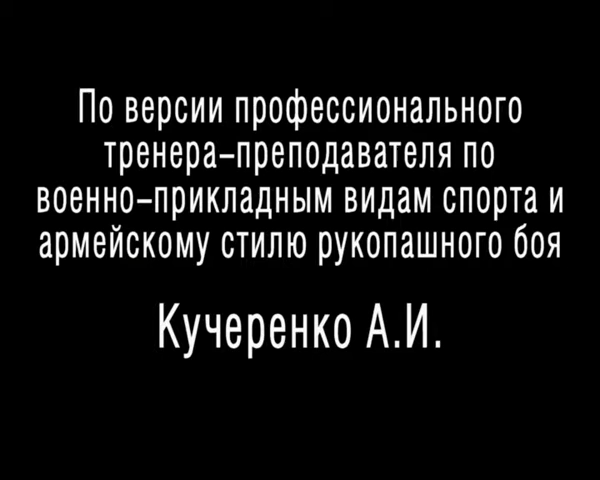 По версии профессионального
тренера-преподавателя по
военно-прикладным видам спорта и
армейскому стилю рукопашного боя
Кучеренко А.И.